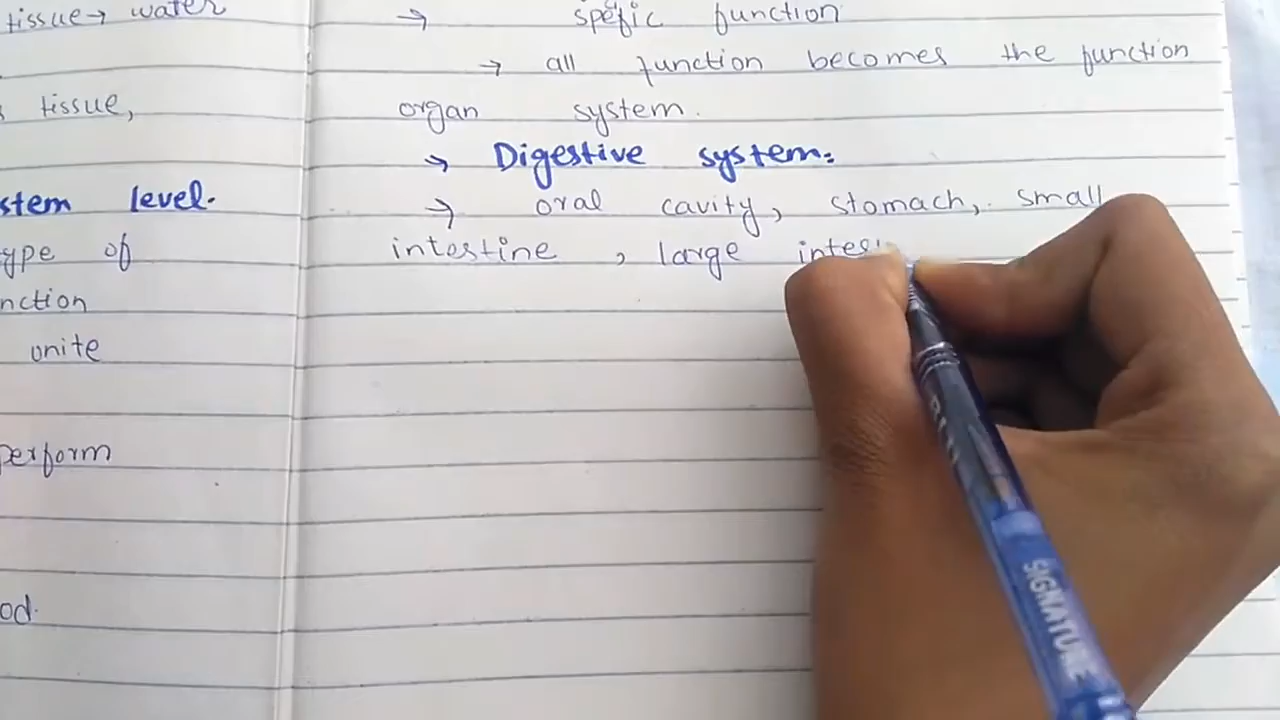 tissue → water
tissue,
stem level.
ype of
nction
unite
perform
od.
→ spefic function
→ all function becomes the function
organ system.
→ Digestive system:
→ oral cavity, stomach, small
intestine, large intes
SIGNATURE